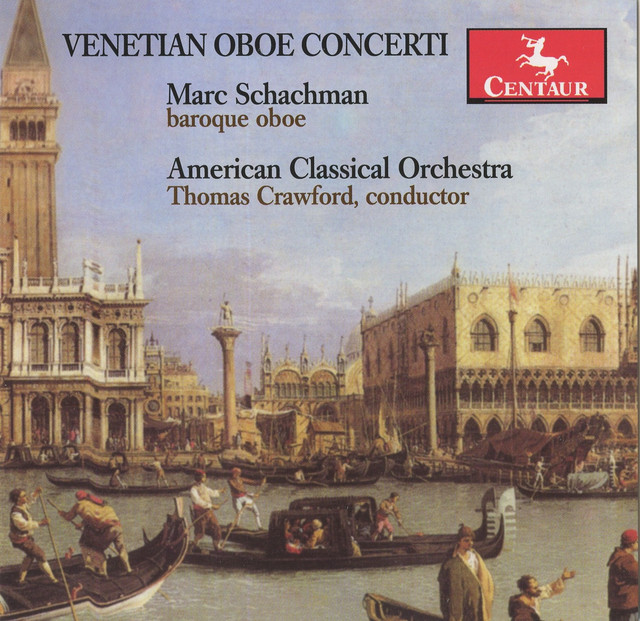 VENETIAN OBOE CONCERTI
CENTAUR
Marc Schachman
baroque oboe
American Classical Orchestra
Thomas Crawford, conductor